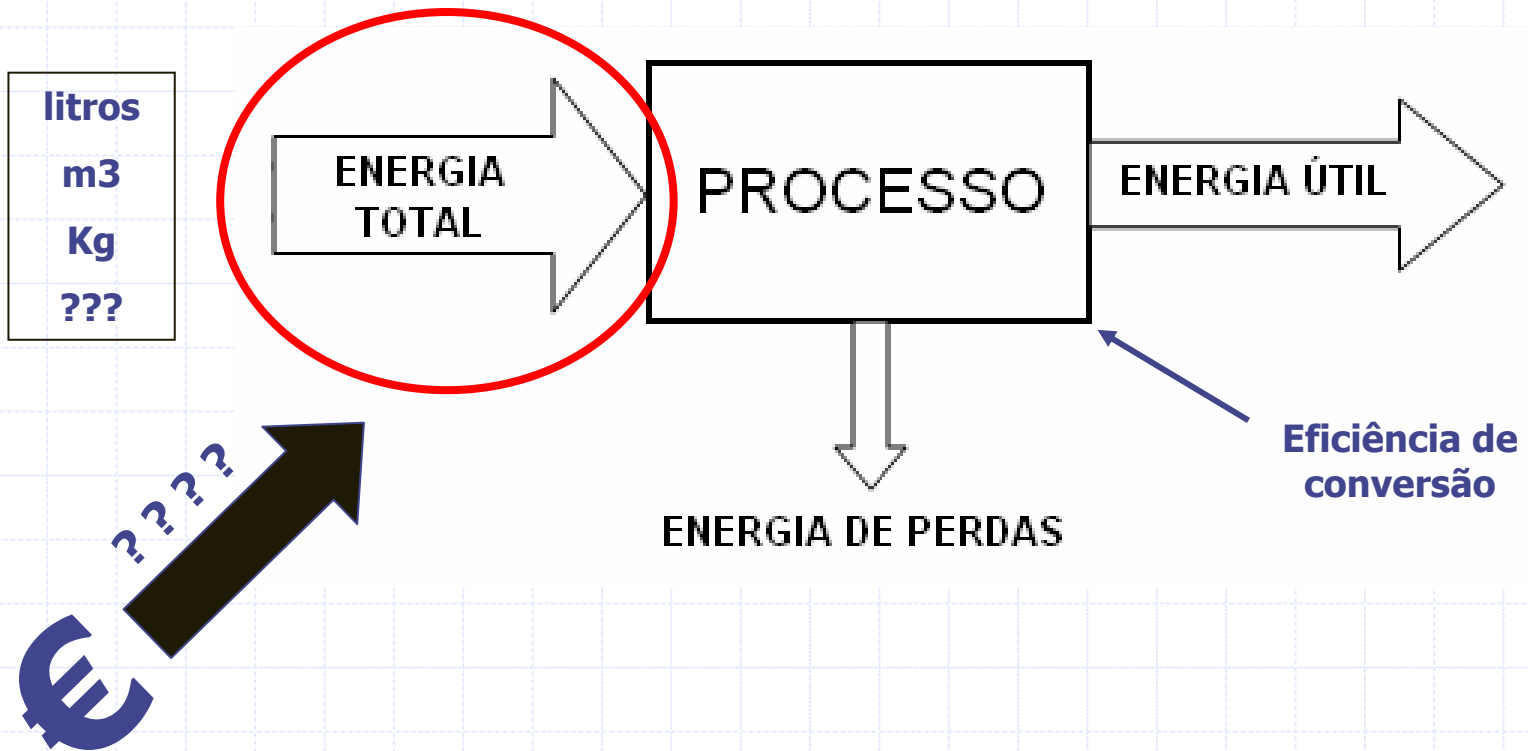 litros
m3
Kg
???
ENERGIA
TOTAL
PROCESSO
ENERGIA ÚTIL
Eficiência de
conversão
ENERGIA DE PERDAS
? ? ? ?
€